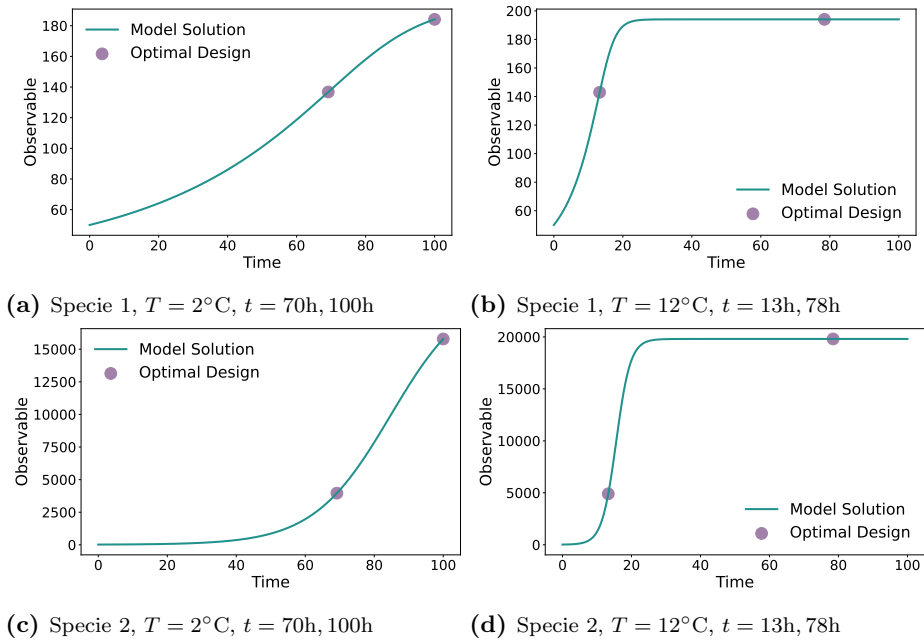 180
160
140
120
100
80
60
Observable
Model Solution
Optimal Design
0 20 40 60 80 100
Time
(a) Specie 1, T = 2°C, t = 70h, 100h
200
180
160
140
120
100
80
60
Observable
Model Solution
Optimal Design
0 20 40 60 80 100
Time
(b) Specie 1, T = 12°C, t = 13h, 78h
15000
12500
10000
7500
5000
2500
0
Observable
Model Solution
Optimal Design
0 20 40 60 80 100
Time
(c) Specie 2, T = 2°C, t = 70h, 100h
20000
15000
10000
5000
0
Observable
Model Solution
Optimal Design
0 20 40 60 80 100
Time
(d) Specie 2, T = 12°C, t = 13h, 78h